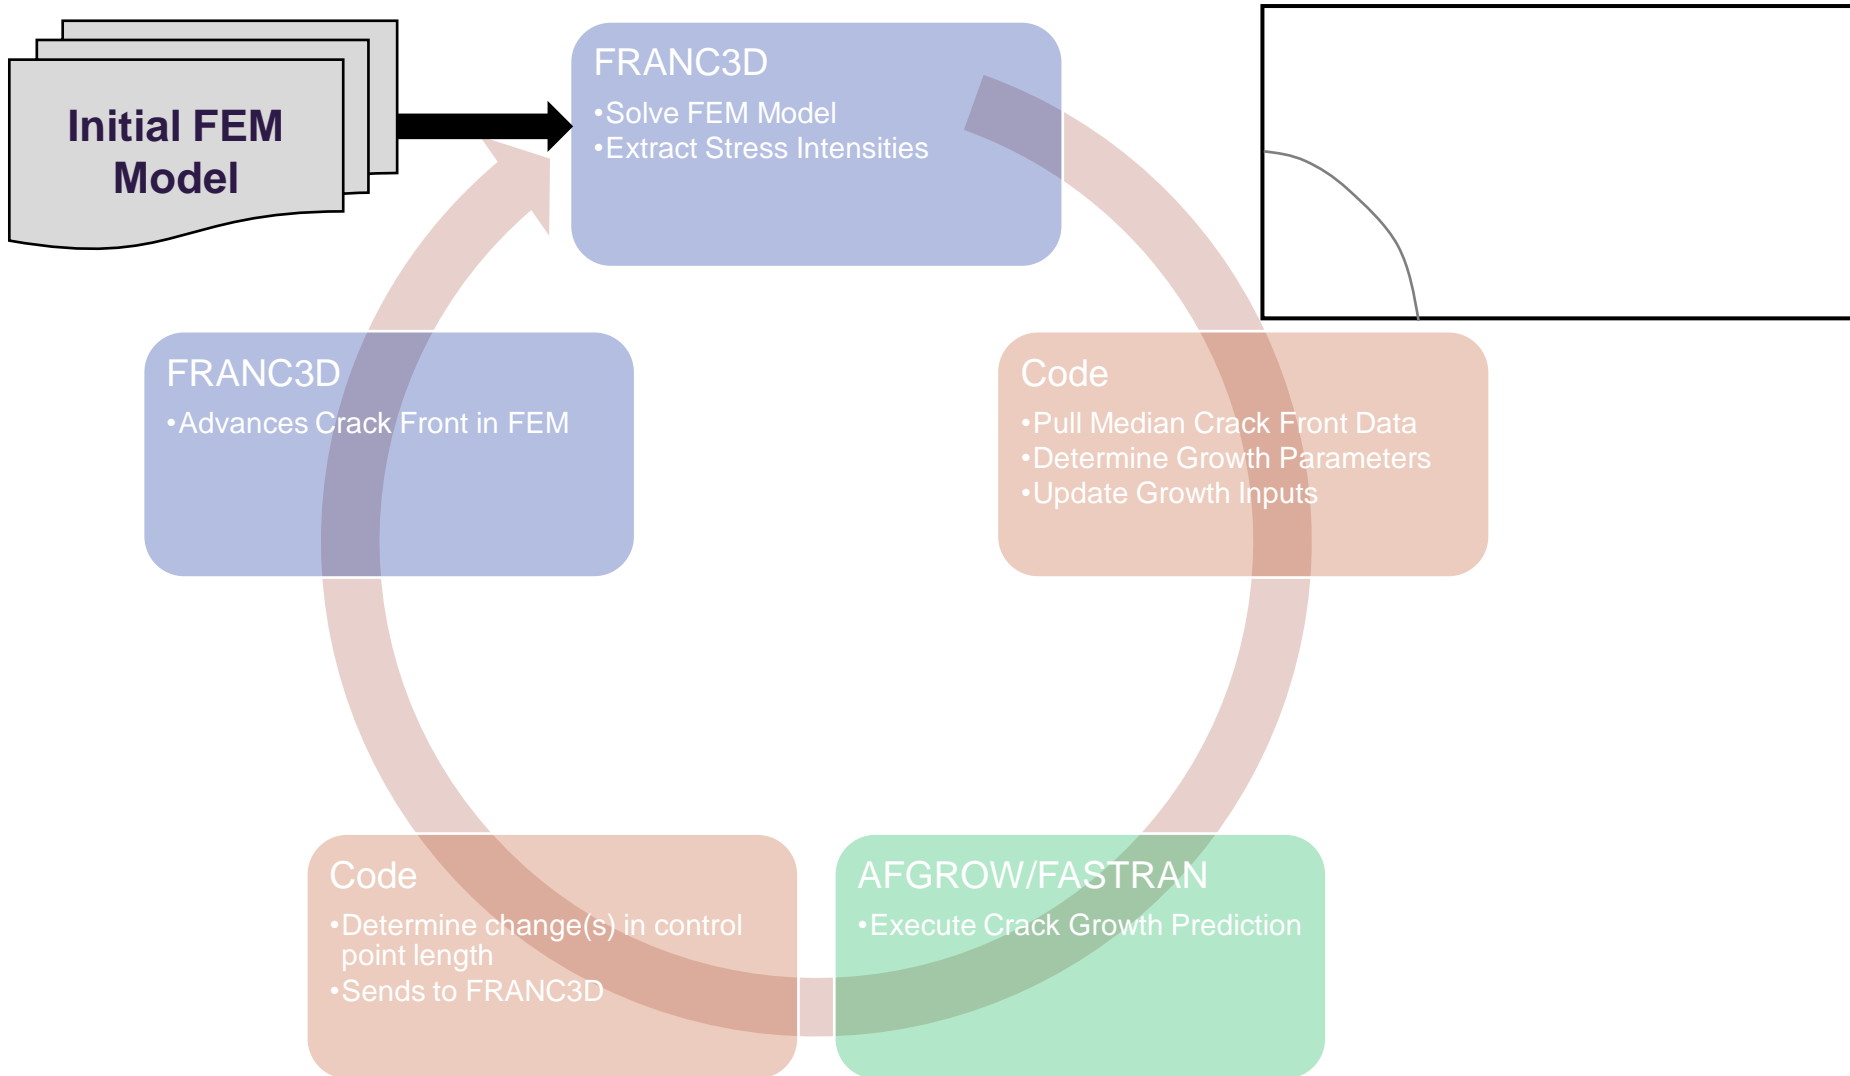 Initial FEM
Model
FRANC3D
•Solve FEM Model
•Extract Stress Intensities
Code
•Pull Median Crack Front Data
•Determine Growth Parameters
•Update Growth Inputs
AFGROW/FASTRAN
•Execute Crack Growth Prediction
Code
•Determine change(s) in control
point length
•Sends to FRANC3D
FRANC3D
•Advances Crack Front in FEM